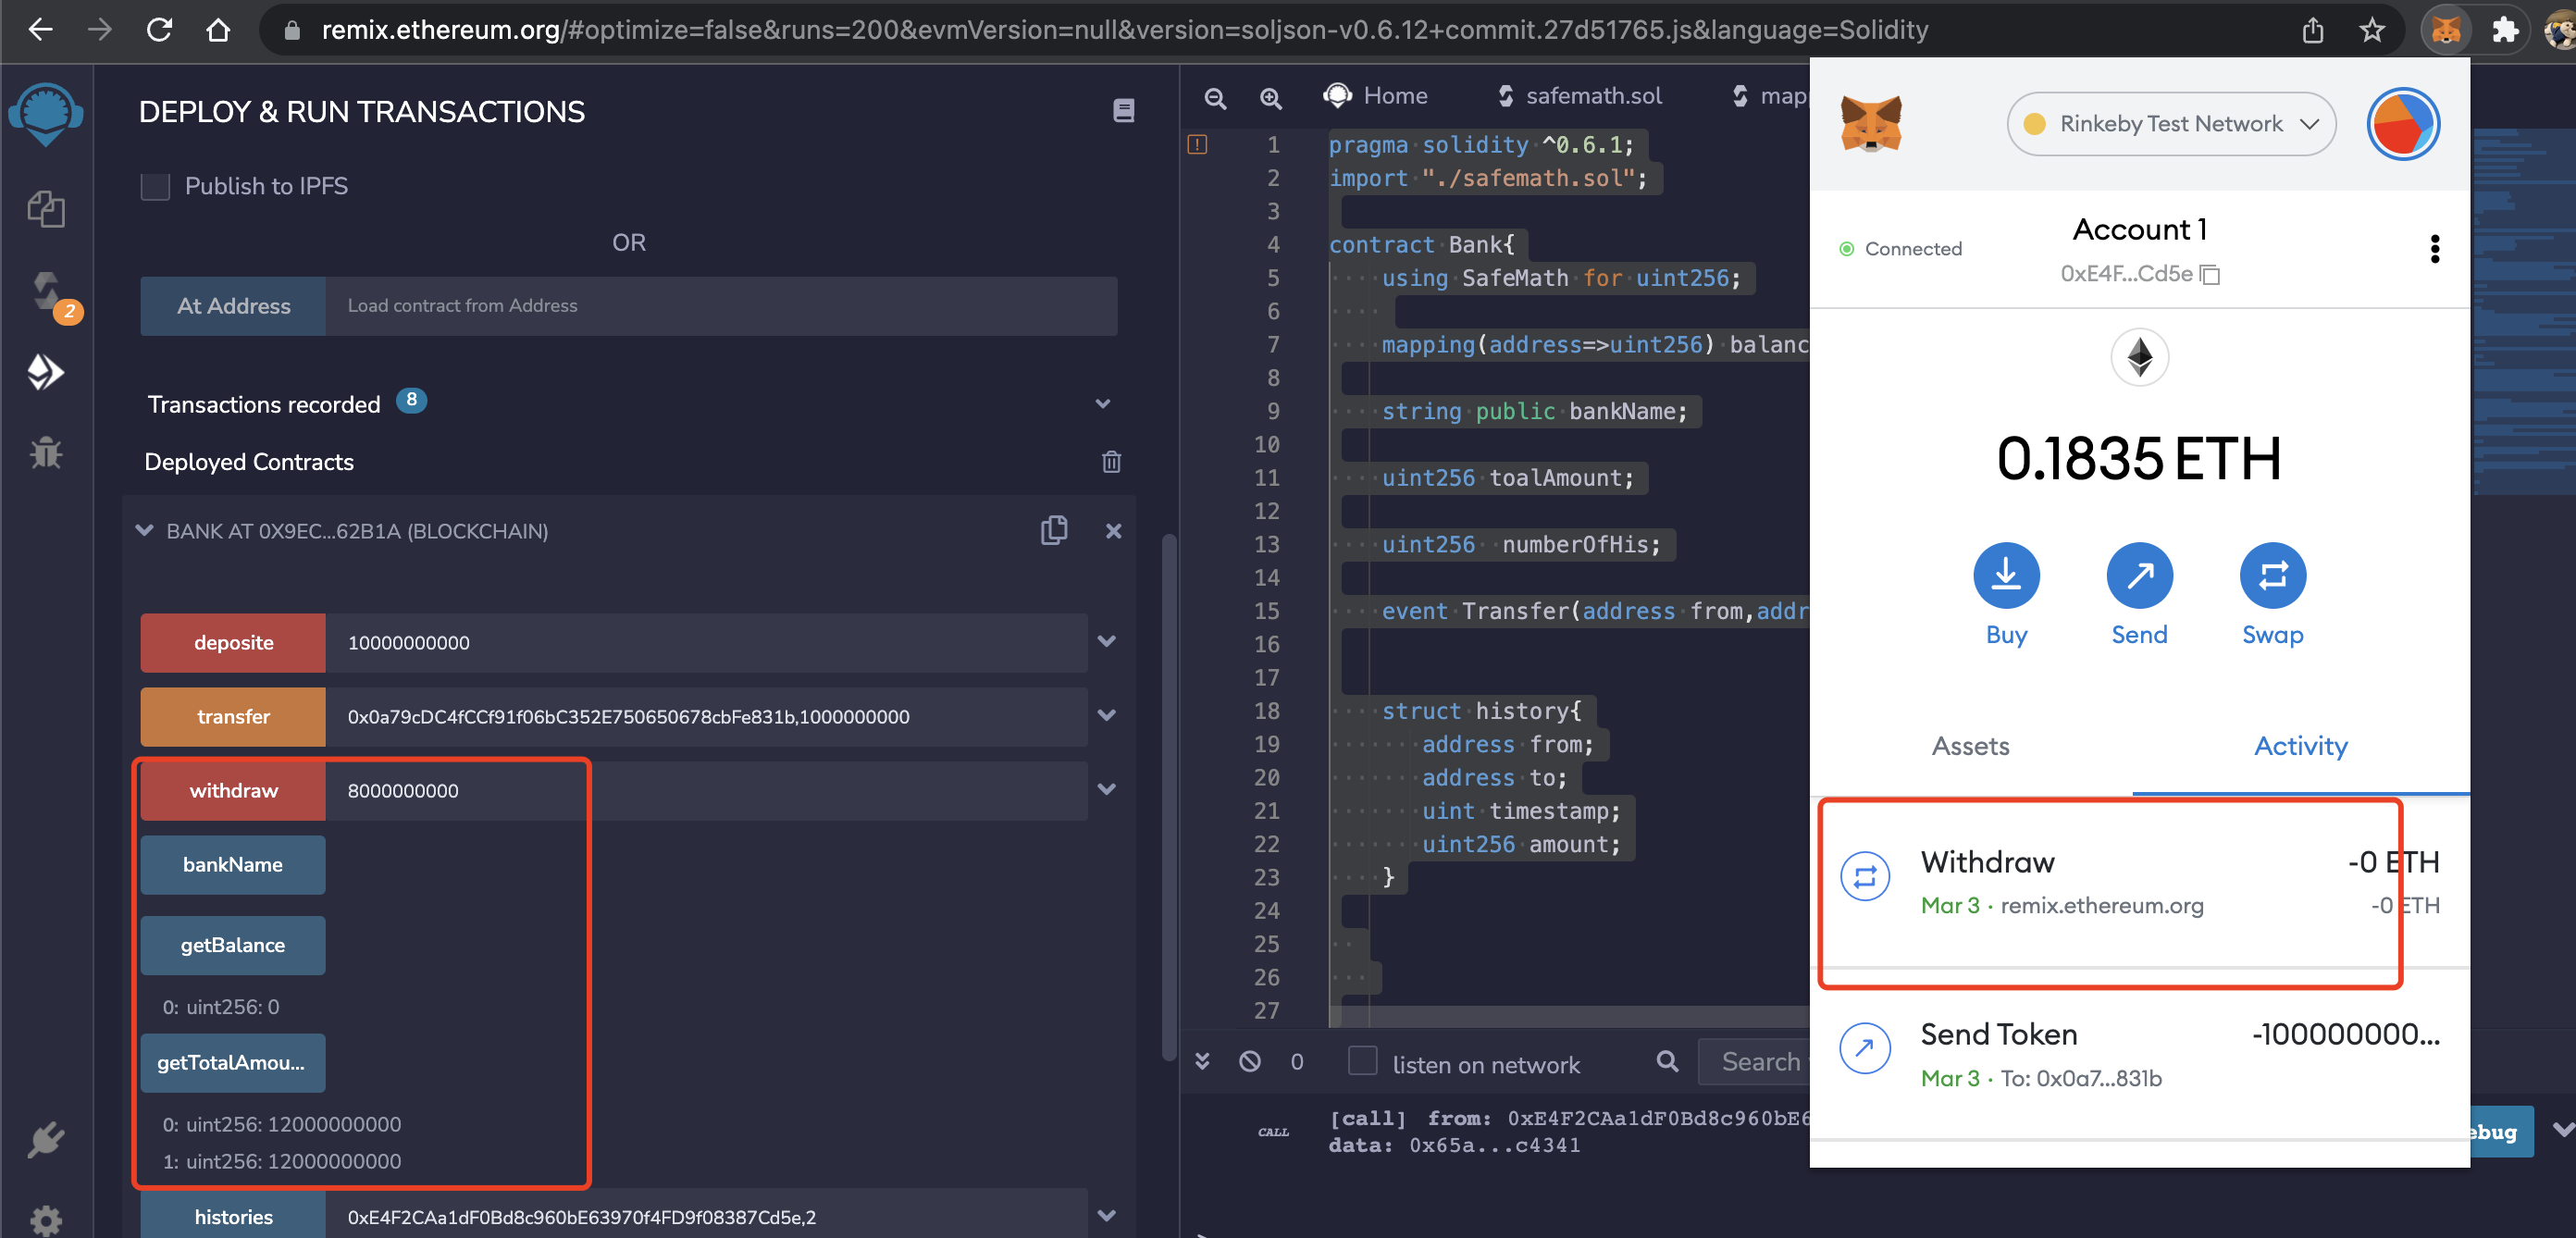 remix.ethereum.org/#optimize=false&runs=200&evmVersion=null&version=soljson-v0.6.12+commit.27d51765.js&language=Solidity
DEPLOY & RUN TRANSACTIONS
Publish to IPFS
OR
At Address
Load contract from Address
2
Transactions recorded 8
Deployed Contracts
BANK AT 0X9EC...62B1A (BLOCKCHAIN)
deposite
10000000000
transfer
0x0a79cDC4fCCf91f06bC352E750650678cbFe831b,1000000000
withdraw
8000000000
bankName
getBalance
0: uint256: 0
getTotalAmou...
0: uint256: 12000000000
1: uint256: 12000000000
histories
0xE4F2CAa1dF0Bd8c960bE63970f4FD9f08387Cd5e,2
Home
safemath.sol
map
1 pragma solidity ^0.6.1;
2 import "./safemath.sol";
3
4 contract Bank{
5 using SafeMath for uint256;
6
7 mapping(address=>uint256) balanc
8
9 string public bankName;
10
11 uint256 toalAmount;
12
13 uint256 numberOfHis;
14
15 event Transfer(address from,addr
16
17
18 struct history{
19 address from;
20 address to;
21 uint timestamp;
22 uint256 amount;
23 }
24
25
26
27
0
listen on network
Search
CALL
[call] from: 0xE4F2CAa1dF0Bd8c960bE6
data: 0x65a...c4341
ebug
Rinkeby Test Network
Connected
Account 1
0xE4F...Cd5e
0.1835 ETH
Buy
Send
Swap
Assets
Activity
Withdraw
-0 ETH
Mar 3 · remix.ethereum.org
-0 ETH
Send Token
-100000000...
Mar 3 · To: 0x0a7...831b